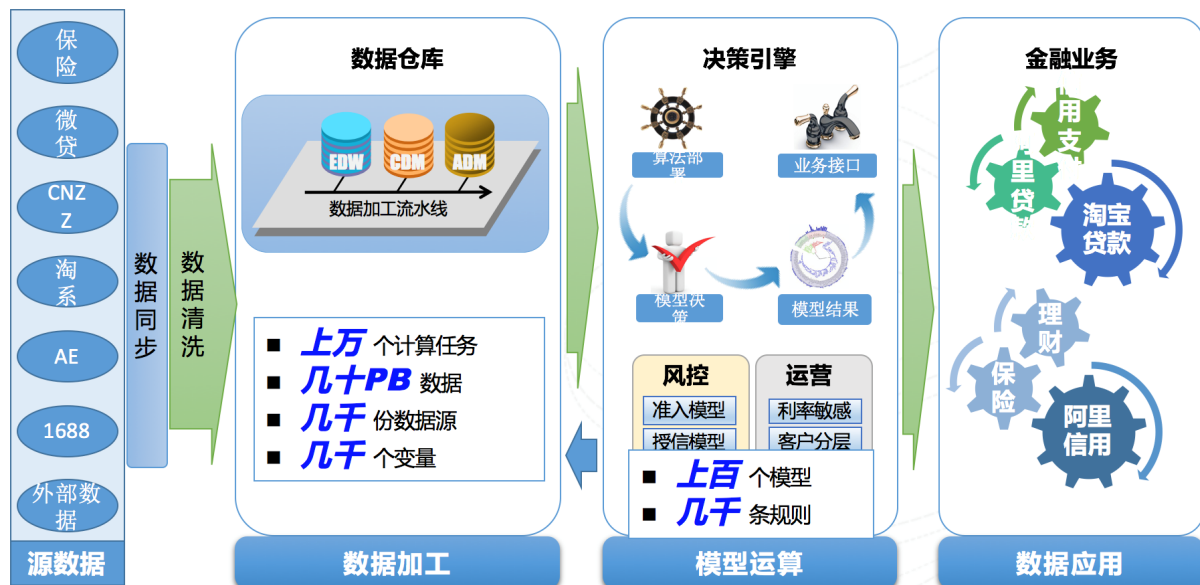 保
险
微
贷
CNZ
Z
淘
系
AE
1688
外部数
据
源数据
数
据
同
步
数
据
清
洗
数据仓库
EDW
CDM
ADM
数据加工流水线
■ 上万 个计算任务
■ 几十PB 数据
■ 几千 份数据源
■ 几千 个变量
数据加工
决策引擎
算法部
署
业务接口
模型决
策
模型结果
风控
准入模型
授信模型
运营
利率敏感
客户分层
■ 上百 个模型
■ 几千 条规则
模型运算
金融业务
用
支
里
贷
淘宝
贷款
理
财
保
险
阿里
信用
数据应用